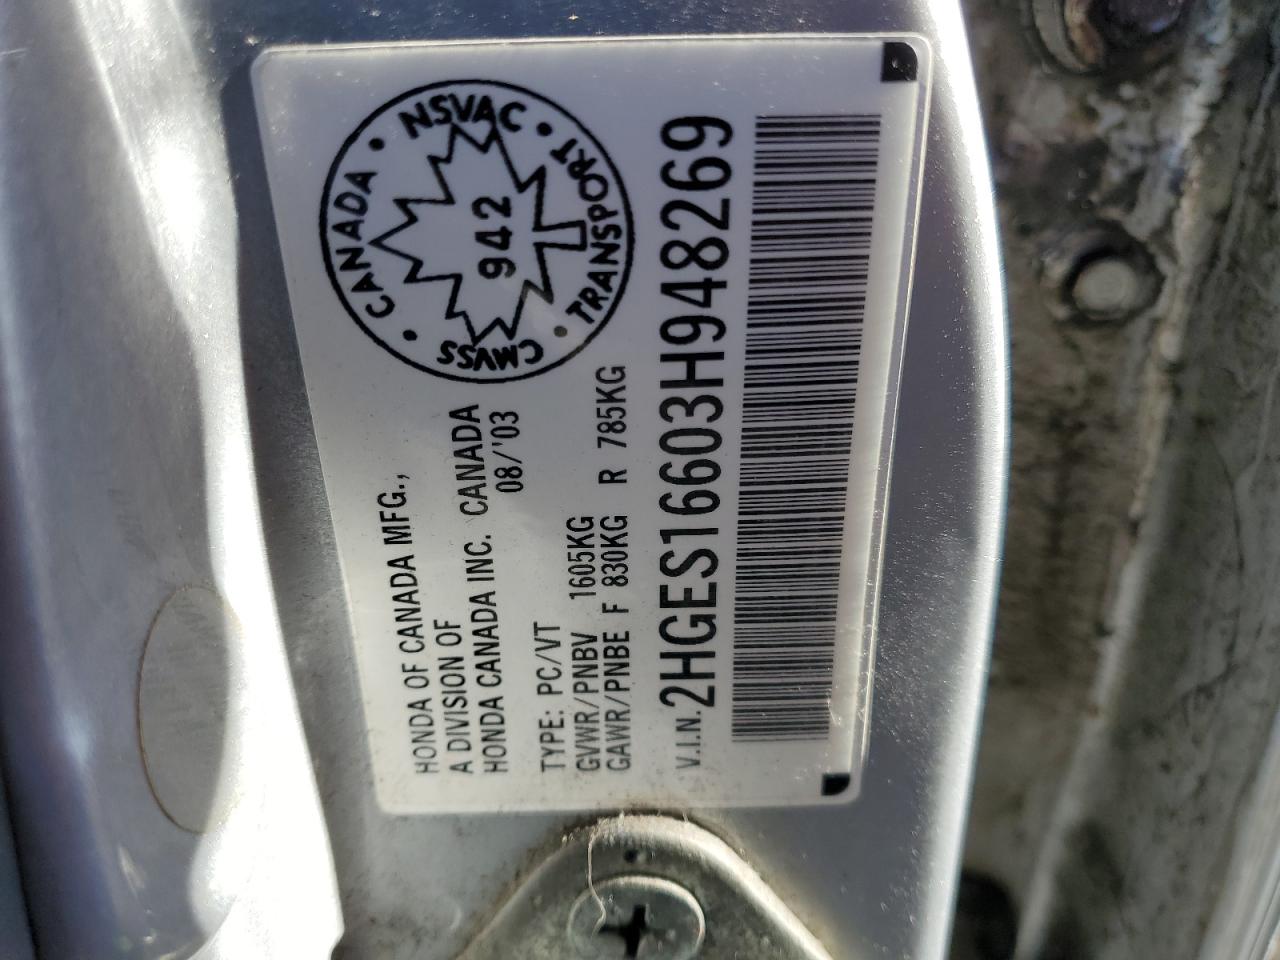 HONDA OF CANADA MFG.,
A DIVISION OF
HONDA CANADA INC. CANADA
08/'03
TYPE: PC/VT
GVWR/PNBV 1605KG
GAWR/PNBE F 830KG R 785KG
V.I.N. 2HGES16603H948269
CANADA • NSVAC • TRANSPORT • CMVSS •
942